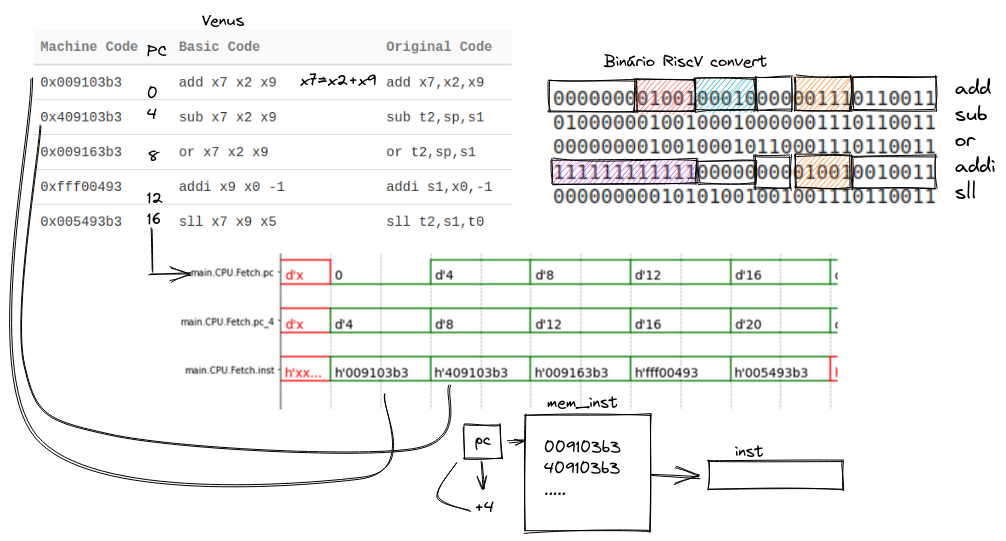 Venus
Machine Code PC Basic Code Original Code
0x009103b3 0 add x7 x2 x9 x7=x2+x9 add x7,x2,x9
0x409103b3 4 sub x7 x2 x9 sub t2,sp,s1
0x009163b3 8 or x7 x2 x9 or t2,sp,s1
0xfff00493 12 addi x9 x0 -1 addi s1,x0,-1
0x005493b3 16 sll x7 x9 x5 sll t2,s1,t0
Binário RiscV convert
00000000100100010000001110110011 add
01000000100100010000001110110011 sub
00000000100100010110001110110011 or
11111111111100000000010010010011 addi
00000000010101001001001110110011 sll
main.CPU.Fetch.pc d'x 0 d'4 d'8 d'12 d'16
main.CPU.Fetch.pc_4 d'x d'4 d'8 d'12 d'16 d'20
main.CPU.Fetch.inst h'xx... h'009103b3 h'409103b3 h'009163b3 h'fff00493 h'005493b3
mem_inst
pc
+4
009103b3
409103b3
.....
inst